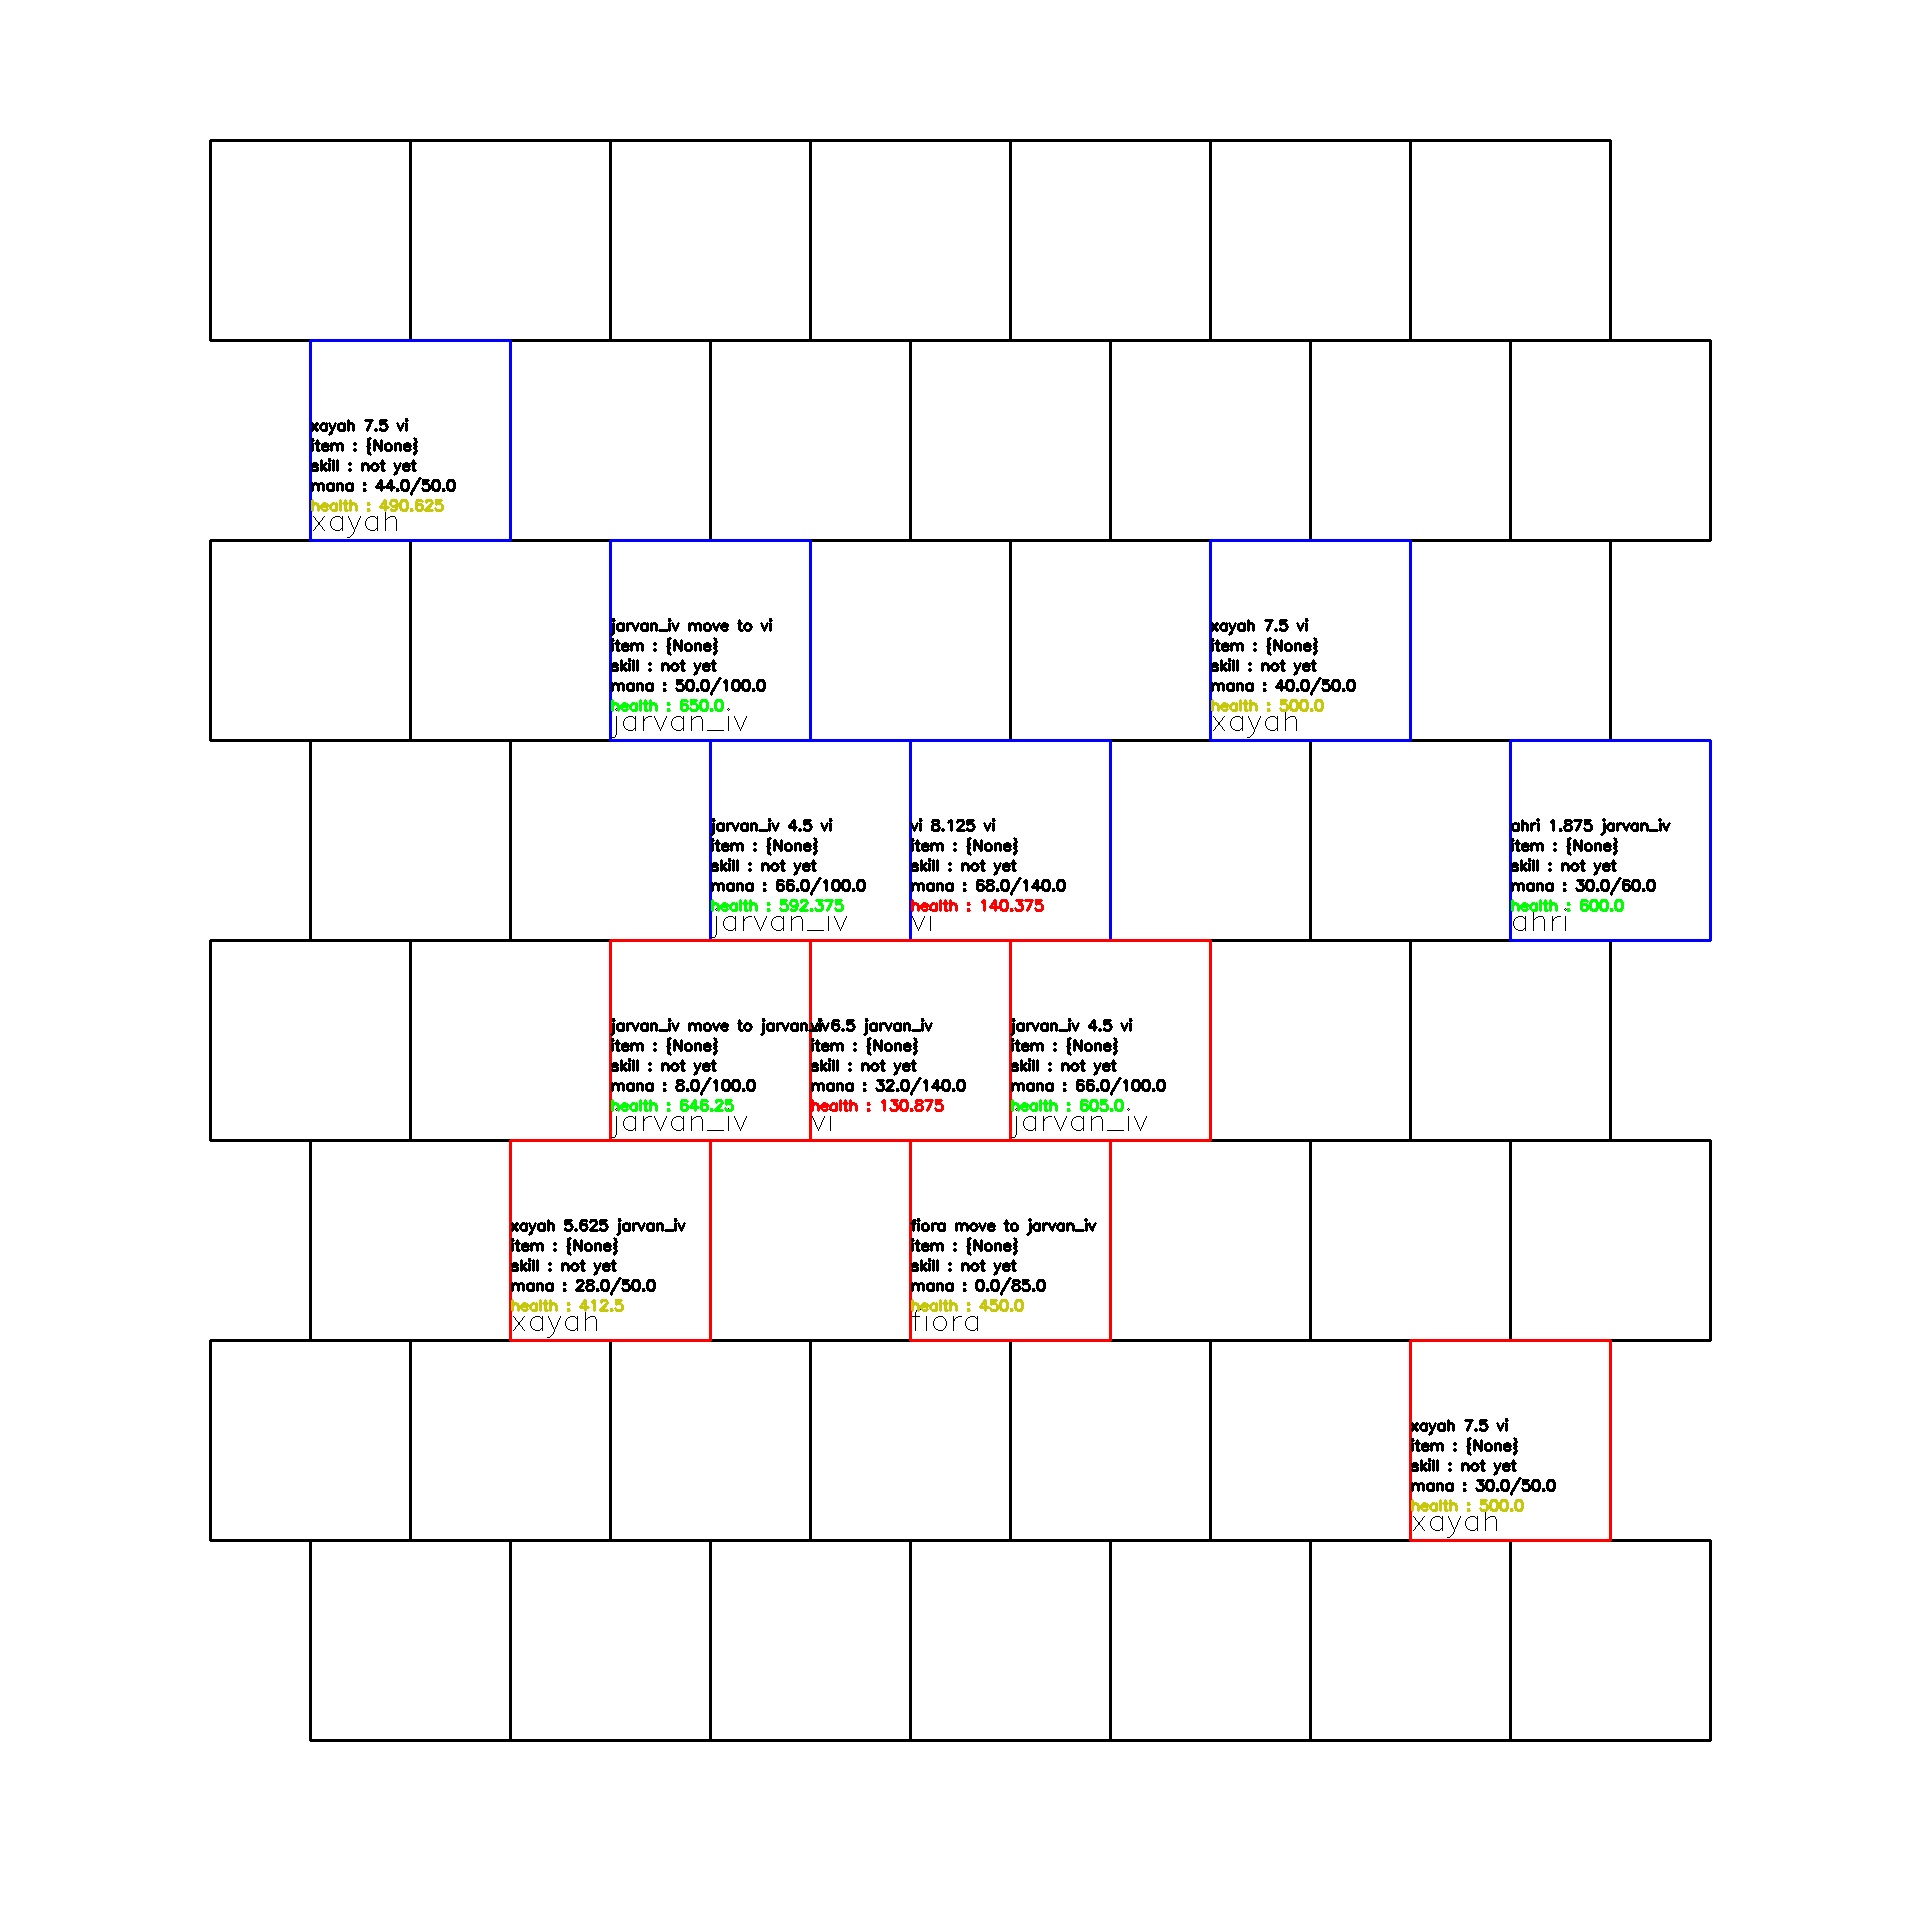 xayah 7.5 vi
item : {None}
skill : not yet
mana : 44.0/50.0
health : 490.625
xayah
jarvan_iv move to vi
item : {None}
skill : not yet
mana : 50.0/100.0
health : 650.0
jarvan_iv
xayah 7.5 vi
item : {None}
skill : not yet
mana : 40.0/50.0
health : 500.0
xayah
jarvan_iv 4.5 vi
item : {None}
skill : not yet
mana : 66.0/100.0
health : 592.375
jarvan_iv
vi 8.125 vi
item : {None}
skill : not yet
mana : 68.0/140.0
health : 140.375
vi
ahri 1.875 jarvan_iv
item : {None}
skill : not yet
mana : 30.0/60.0
health : 600.0
ahri
jarvan_iv move to jarvan_iv
item : {None}
skill : not yet
mana : 8.0/100.0
health : 646.25
jarvan_iv
vi 6.5 jarvan_iv
item : {None}
skill : not yet
mana : 32.0/140.0
health : 130.875
vi
jarvan_iv 4.5 vi
item : {None}
skill : not yet
mana : 66.0/100.0
health : 605.0
jarvan_iv
xayah 5.625 jarvan_iv
item : {None}
skill : not yet
mana : 28.0/50.0
health : 412.5
xayah
fiora move to jarvan_iv
item : {None}
skill : not yet
mana : 0.0/85.0
health : 450.0
fiora
xayah 7.5 vi
item : {None}
skill : not yet
mana : 30.0/50.0
health : 500.0
xayah